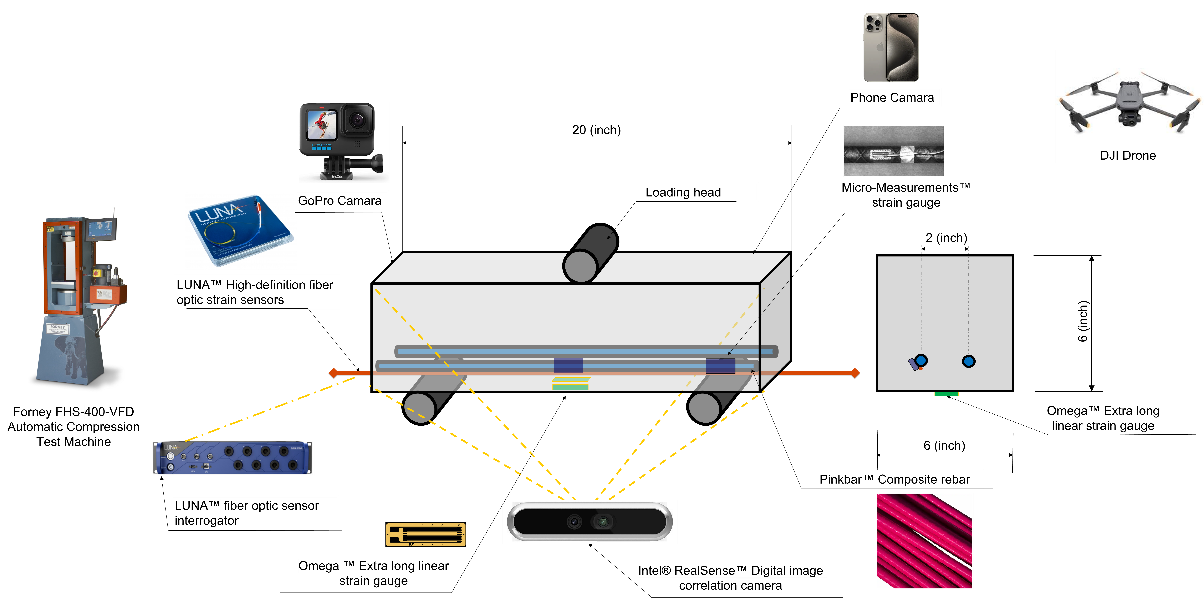 20 (inch)
Phone Camara
DJI Drone
GoPro Camara
Loading head
Micro-Measurements™
strain gauge
LUNA
LUNA™ High-definition fiber
optic strain sensors
2 (inch)
6 (inch)
Forney FHS-400-VFD
Automatic Compression
Test Machine
Omega™ Extra long
linear strain gauge
6 (inch)
Pinkbar™ Composite rebar
LUNA
LUNA™ fiber optic sensor
interrogator
Omega ™ Extra long linear
strain gauge
Intel® RealSense™ Digital image
correlation camera